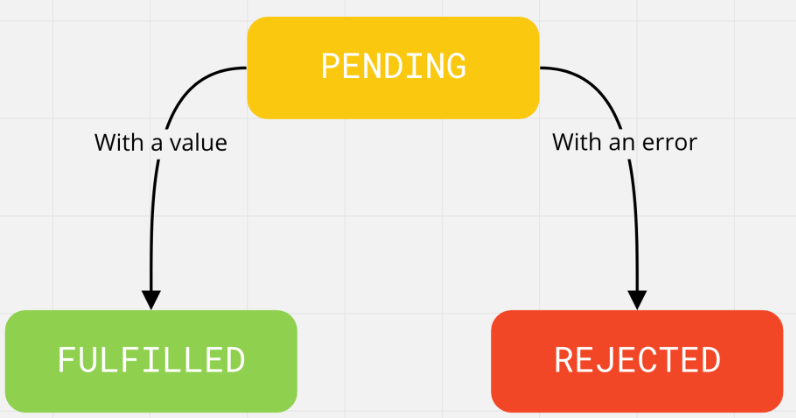 PENDING
With a value
With an error
FULFILLED
REJECTED